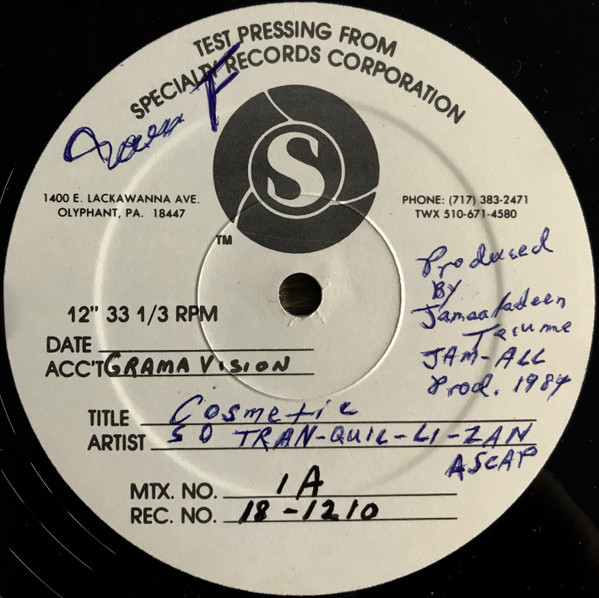 TEST PRESSING FROM
SPECIALTY RECORDS CORPORATION
F
S
TM
1400 E. LACKAWANNA AVE.
OLYPHANT, PA. 18447
PHONE: (717) 383-2471
TWX 510-671-4580
12" 33 1/3 RPM
DATE
ACC'T GRAMAVISION
Produced
By
Jamaaladeen
Tacuma
JAM-ALL
Prod. 1984
TITLE Cosmetic
ARTIST SO TRAN-QUIL-LI-ZAN
ASCAP
MTX. NO. 1A
REC. NO. 18-1210